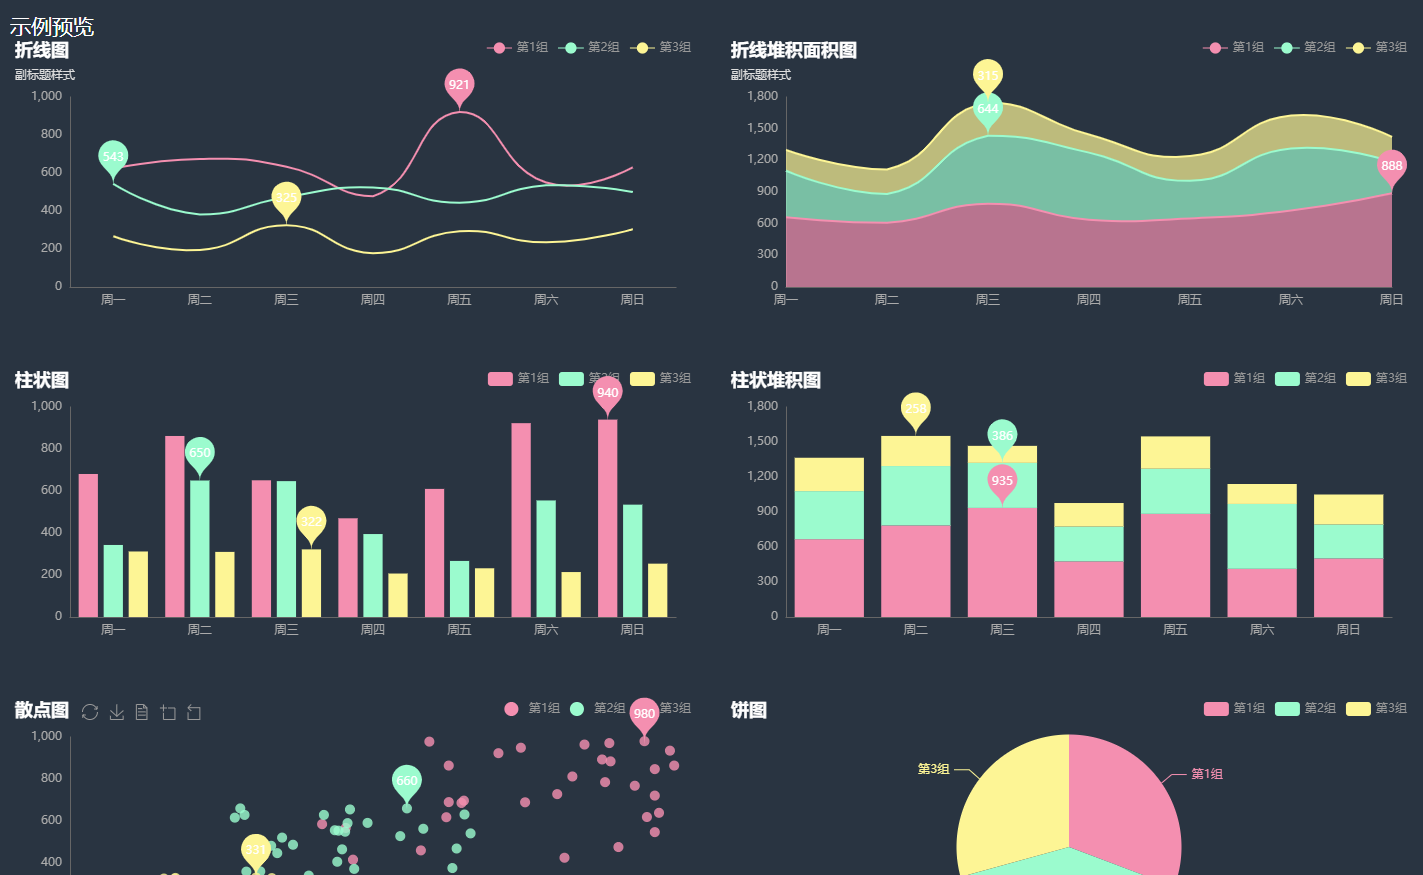 示例预览
折线图
副标题样式
第1组 第2组 第3组
921
543
325
1,000
800
600
400
200
0
周一 周二 周三 周四 周五 周六 周日
折线堆积面积图
副标题样式
第1组 第2组 第3组
315
644
888
1,800
1,500
1,200
900
600
300
0
周一 周二 周三 周四 周五 周六 周日
柱状图
第1组 第2组 第3组
940
650
322
1,000
800
600
400
200
0
周一 周二 周三 周四 周五 周六 周日
柱状堆积图
第1组 第2组 第3组
258
386
935
1,800
1,500
1,200
900
600
300
0
周一 周二 周三 周四 周五 周六 周日
散点图
第1组 第2组 第3组
980
660
331
1,000
800
600
400
饼图
第1组 第2组 第3组
第3组
第1组